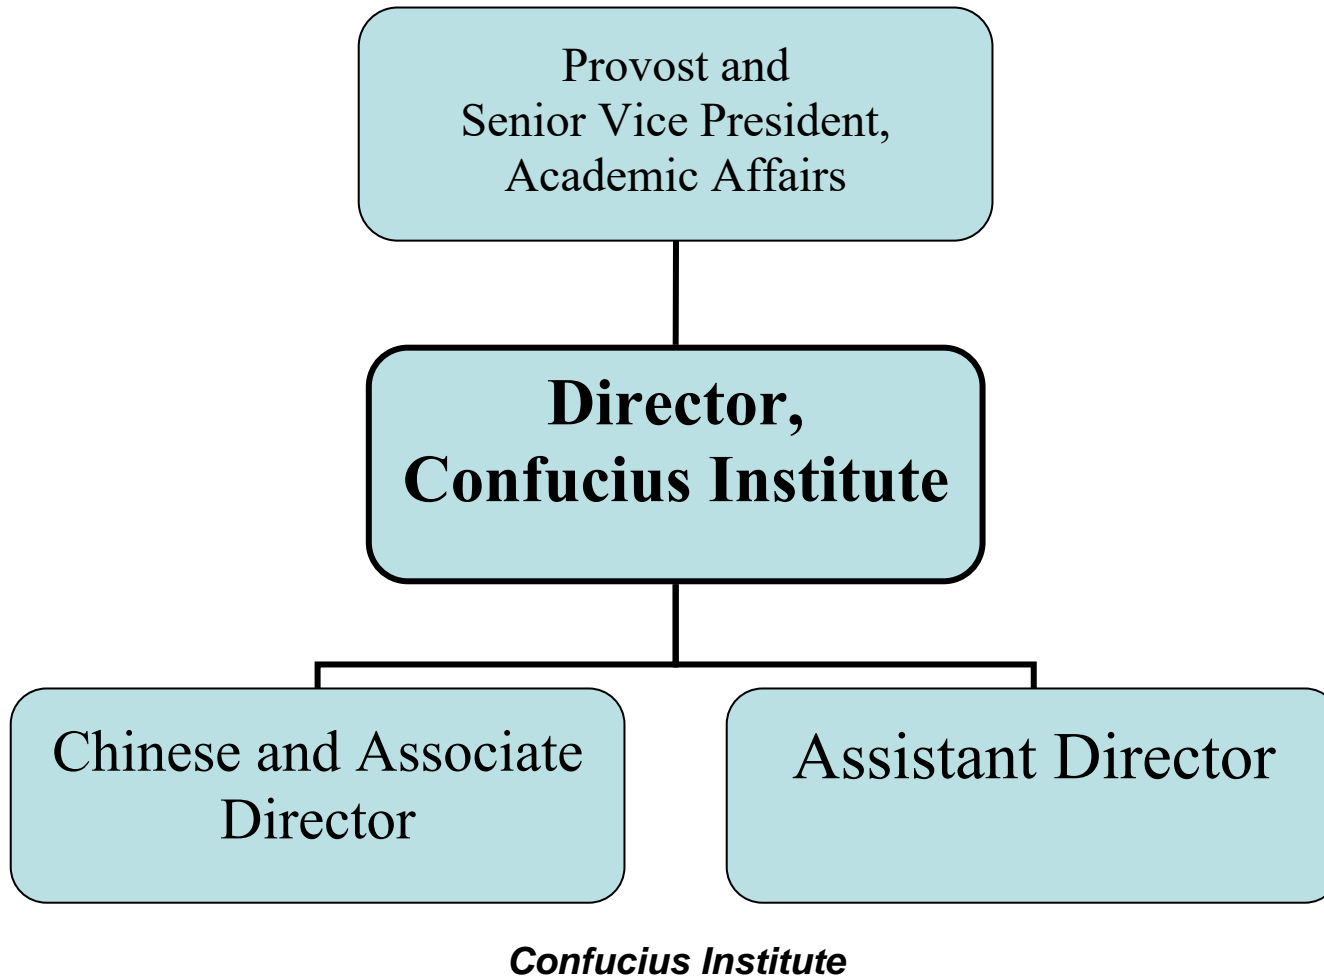 Provost and
Senior Vice President,
Academic Affairs
Director,
Confucius Institute
Chinese and Associate
Director
Assistant Director
Confucius Institute